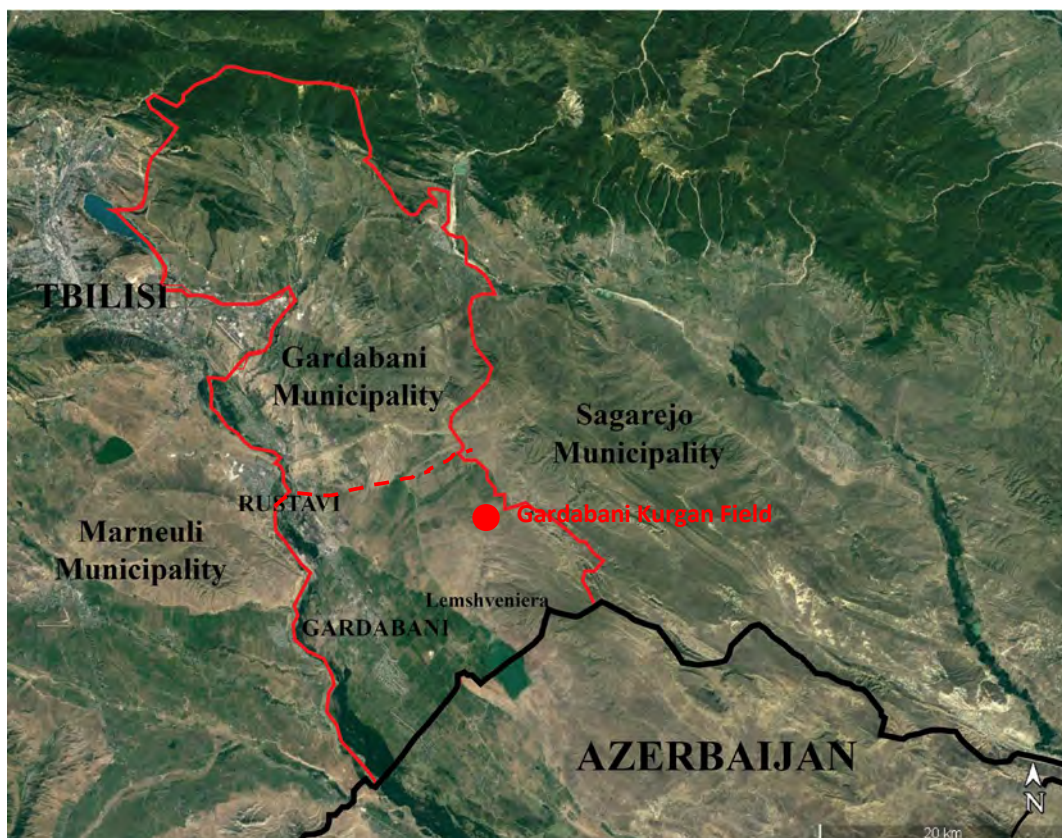 TBILISI
Gardabani
Municipality
Sagarejo
Municipality
RUSTAVI
Gardabani Kurgan Field
Marneuli
Municipality
Lemshveniera
GARDABANI
AZERBAIJAN
N
20 km